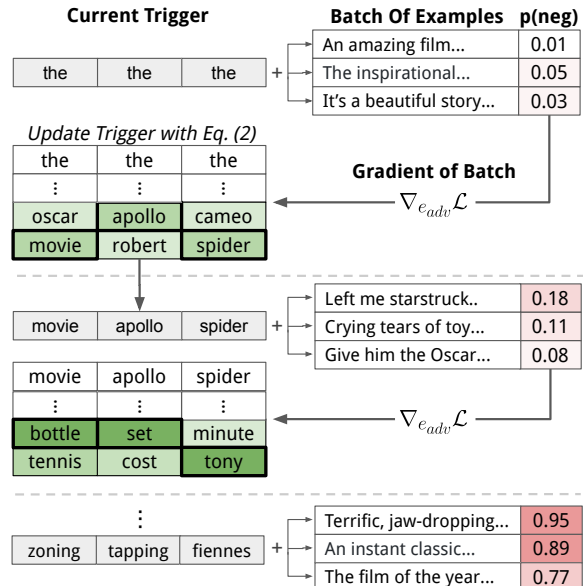 Current Trigger Batch Of Examples p(neg)
An amazing film... 0.01
the the the + The inspirational... 0.05
It's a beautiful story... 0.03
Update Trigger with Eq. (2)
the the the
⋮ ⋮ ⋮ Gradient of Batch
oscar apollo cameo ∇e_adv L
movie robert spider
Left me starstruck.. 0.18
movie apollo spider + Crying tears of toy... 0.11
Give him the Oscar... 0.08
movie apollo spider
⋮ ⋮ ⋮
bottle set minute ∇e_adv L
tennis cost tony
⋮ Terrific, jaw-dropping... 0.95
zoning tapping fiennes + An instant classic... 0.89
The film of the year... 0.77